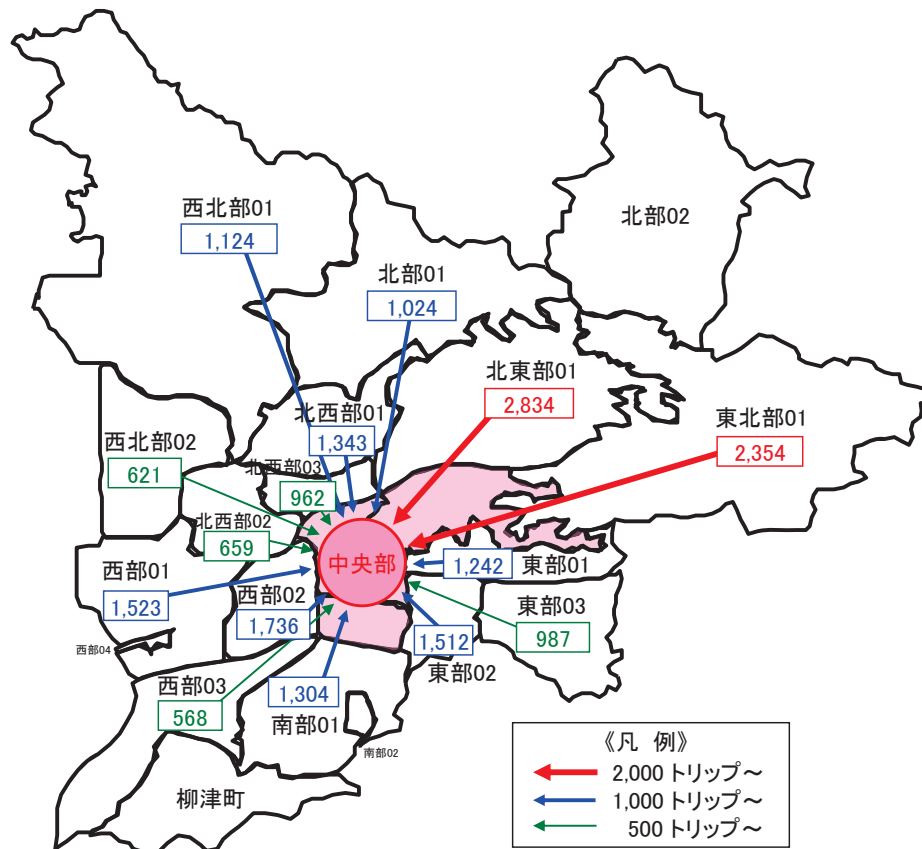 北部02
西北部01
1,124
北部01
1,024
北東部01
2,834
東北部01
2,354
北西部01
1,343
西北部02
621
北西部03
962
北西部02
659
中央部
1,242
東部01
西部01
1,523
西部02
1,736
東部03
987
1,512
東部02
西部04
西部03
568
1,304
南部01
南部02
柳津町
《凡 例》
2,000 トリップ~
1,000 トリップ~
500 トリップ~